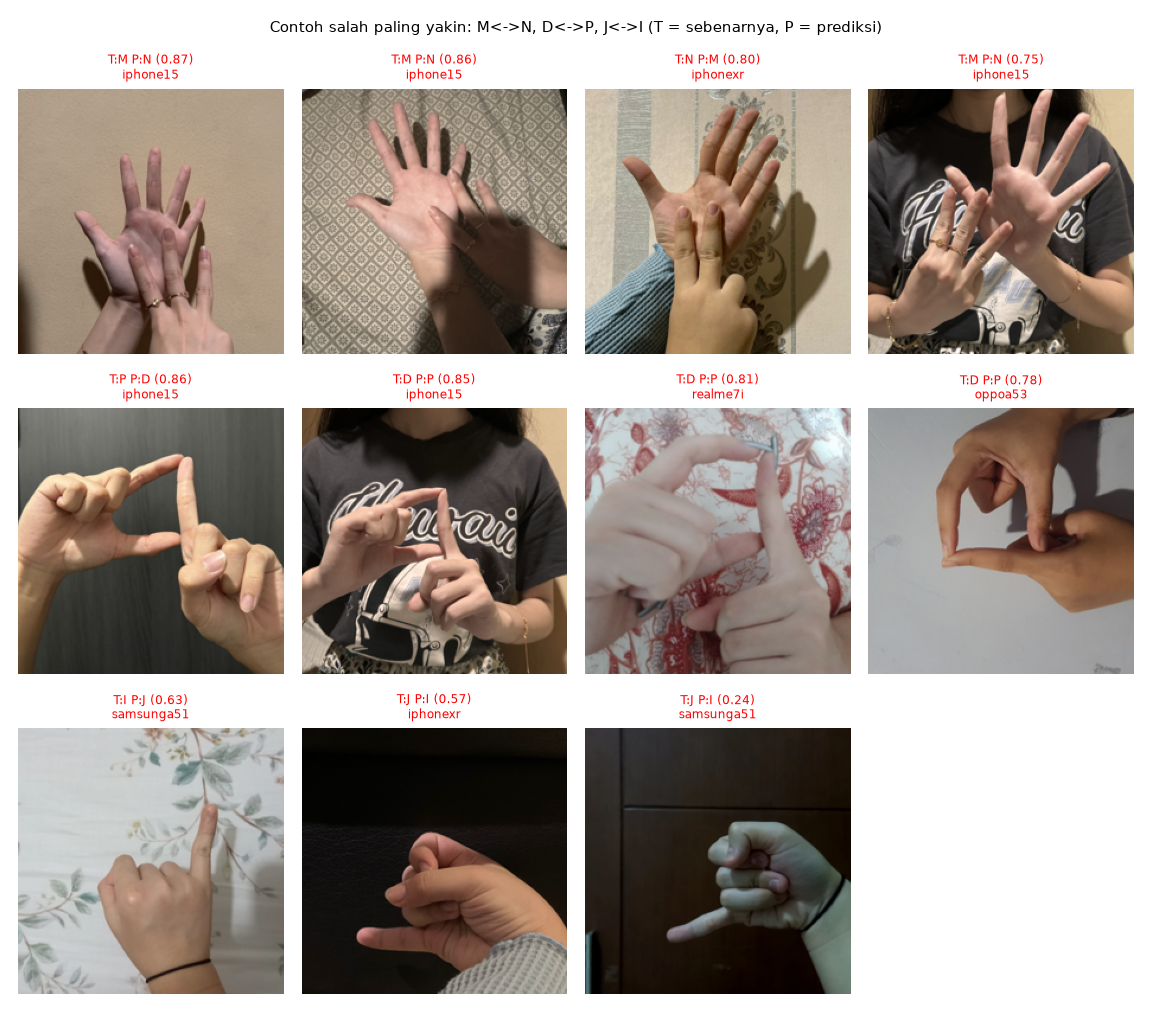 Contoh salah paling yakin: M<->N, D<->P, J<->I (T = sebenarnya, P = prediksi)
T:M P:N (0.87)
iphone15
T:M P:N (0.86)
iphone15
T:N P:M (0.80)
iphonexr
T:M P:N (0.75)
iphone15
T:P P:D (0.86)
iphone15
T:D P:P (0.85)
iphone15
T:D P:P (0.81)
realme7i
T:D P:P (0.78)
oppoa53
T:I P:J (0.63)
samsunga51
T:J P:I (0.57)
iphonexr
T:J P:I (0.24)
samsunga51